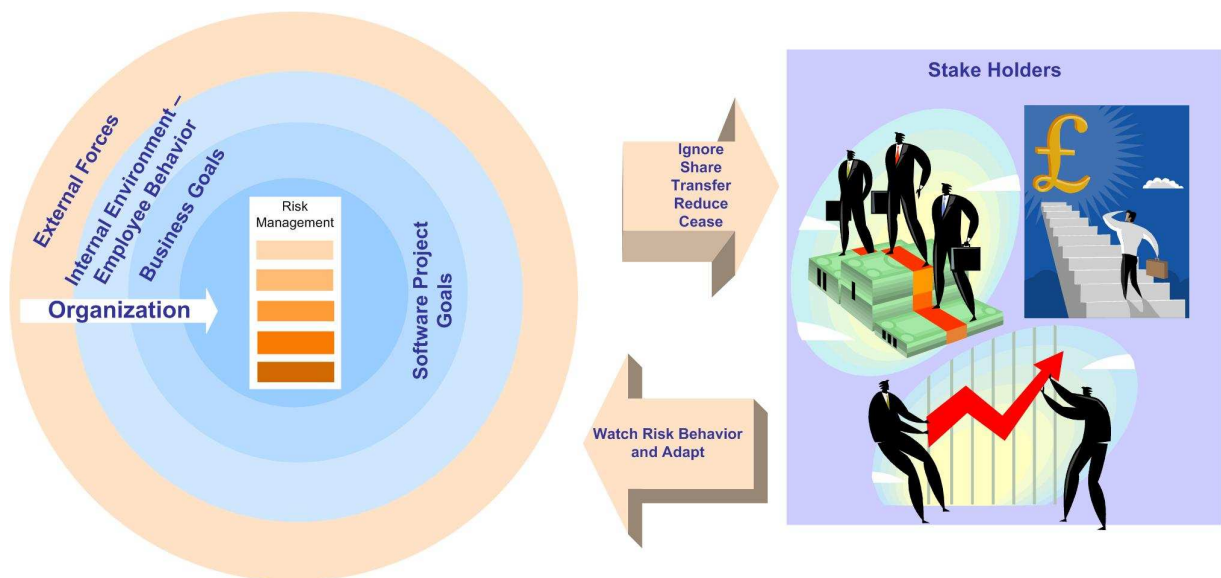 External Forces
Internal Environment –
Employee Behavior
Business Goals
Organization
Risk
Management
Software Project
Goals
Ignore
Share
Transfer
Reduce
Cease
Watch Risk Behavior
and Adapt
Stake Holders
£